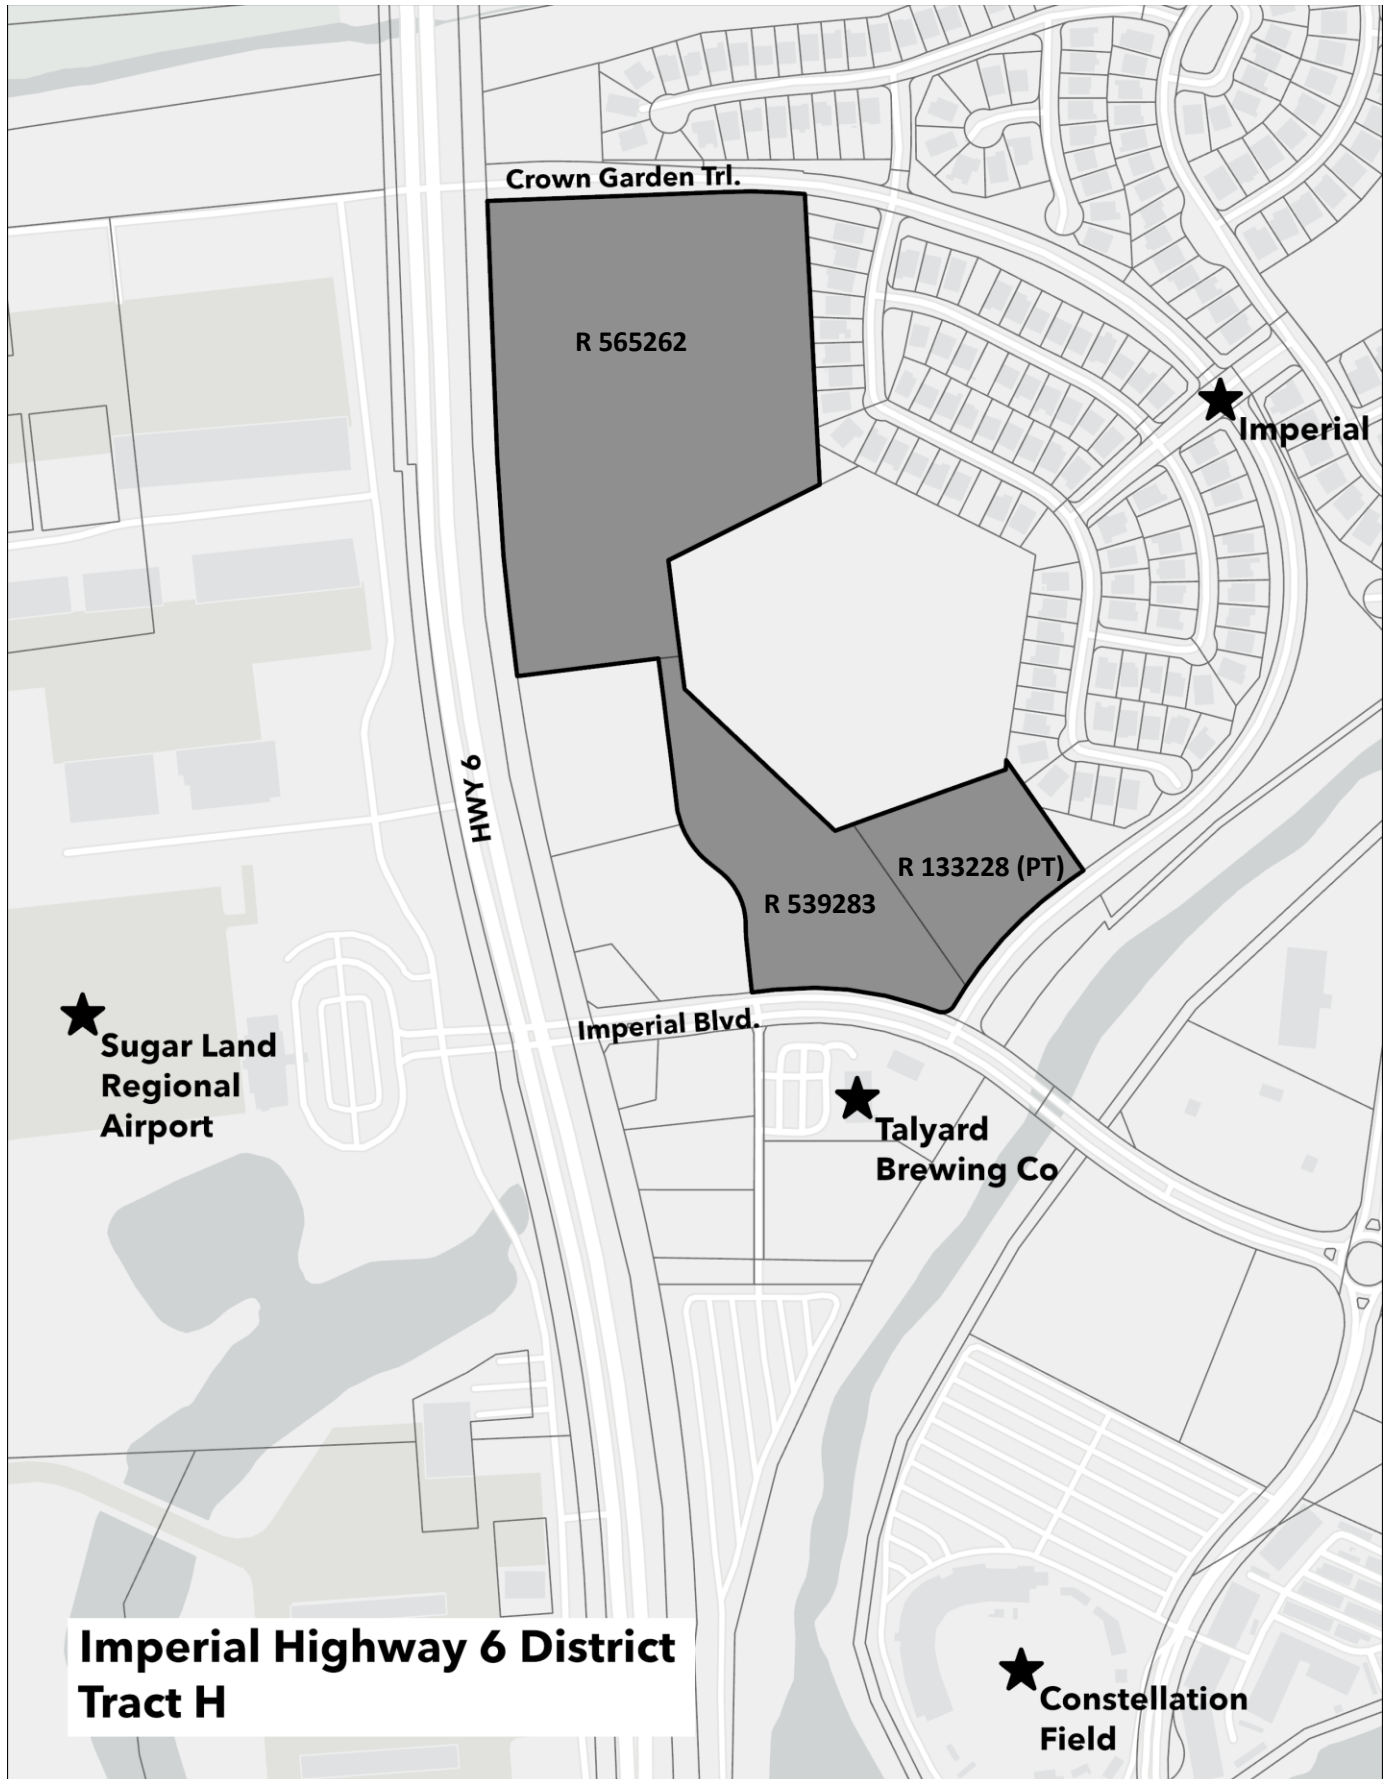 Crown Garden Trl.
R 565262
Imperial
HWY 6
R 133228 (PT)
R 539283
Imperial Blvd.
Sugar Land
Regional
Airport
Talyard
Brewing Co
Imperial Highway 6 District
Tract H
Constellation
Field